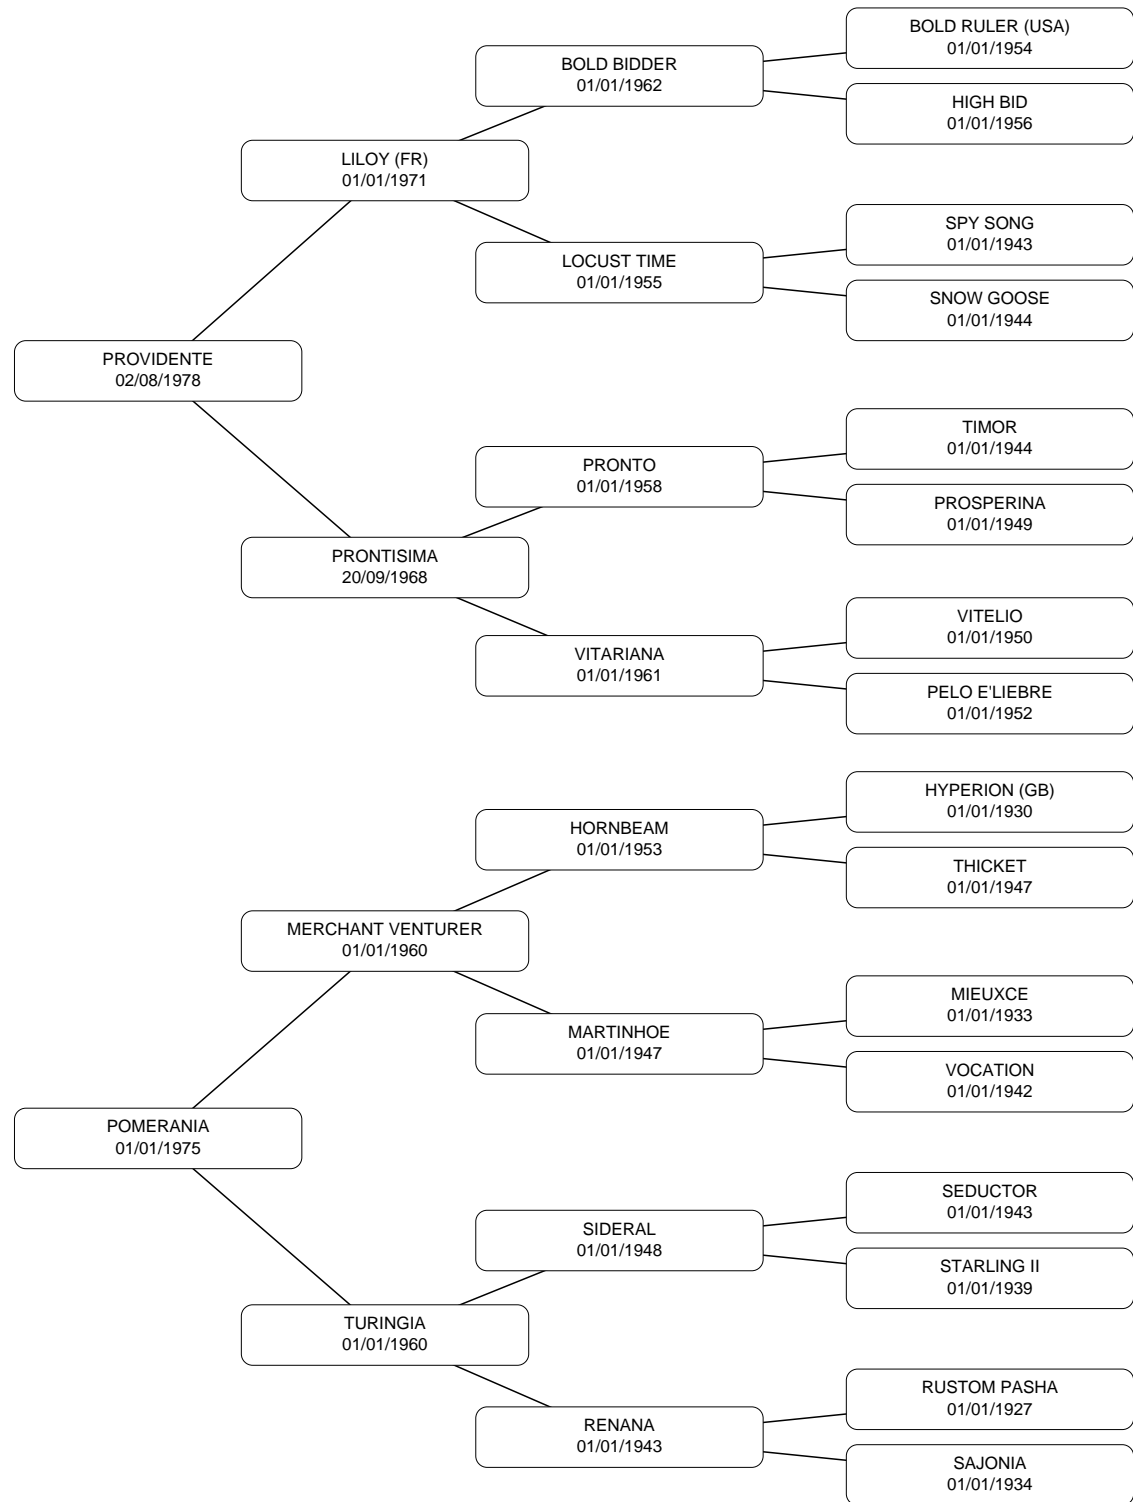 BOLD RULER (USA)
01/01/1954
BOLD BIDDER
01/01/1962
HIGH BID
01/01/1956
LILOY (FR)
01/01/1971
SPY SONG
01/01/1943
LOCUST TIME
01/01/1955
SNOW GOOSE
01/01/1944
PROVIDENTE
02/08/1978
TIMOR
01/01/1944
PRONTO
01/01/1958
PROSPERINA
01/01/1949
PRONTISIMA
20/09/1968
VITELIO
01/01/1950
VITARIANA
01/01/1961
PELO E'LIEBRE
01/01/1952
HYPERION (GB)
01/01/1930
HORNBEAM
01/01/1953
THICKET
01/01/1947
MERCHANT VENTURER
01/01/1960
MIEUXCE
01/01/1933
MARTINHOE
01/01/1947
VOCATION
01/01/1942
POMERANIA
01/01/1975
SEDUCTOR
01/01/1943
SIDERAL
01/01/1948
STARLING II
01/01/1939
TURINGIA
01/01/1960
RUSTOM PASHA
01/01/1927
RENANA
01/01/1943
SAJONIA
01/01/1934